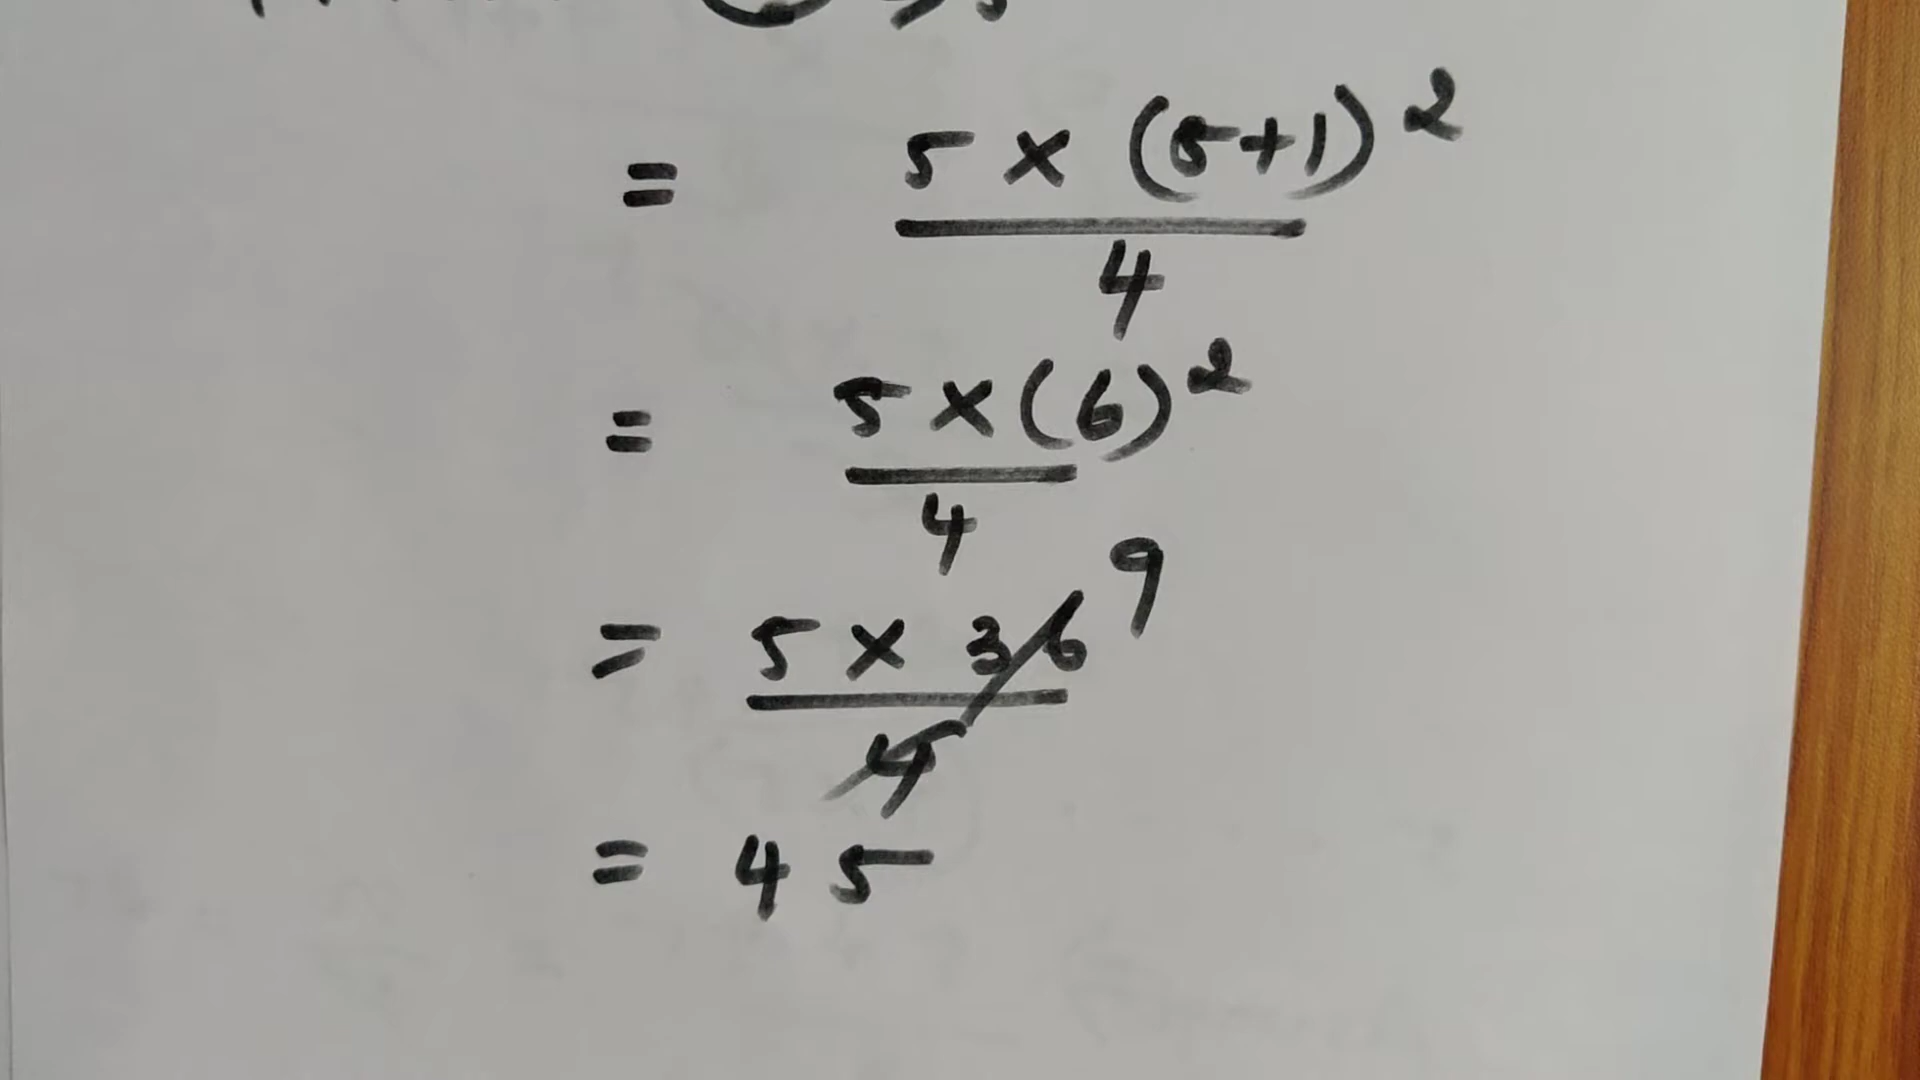 = 5 × (5+1)²
4
= 5 × (6)²
4
= 5 × 36 9
4
= 45